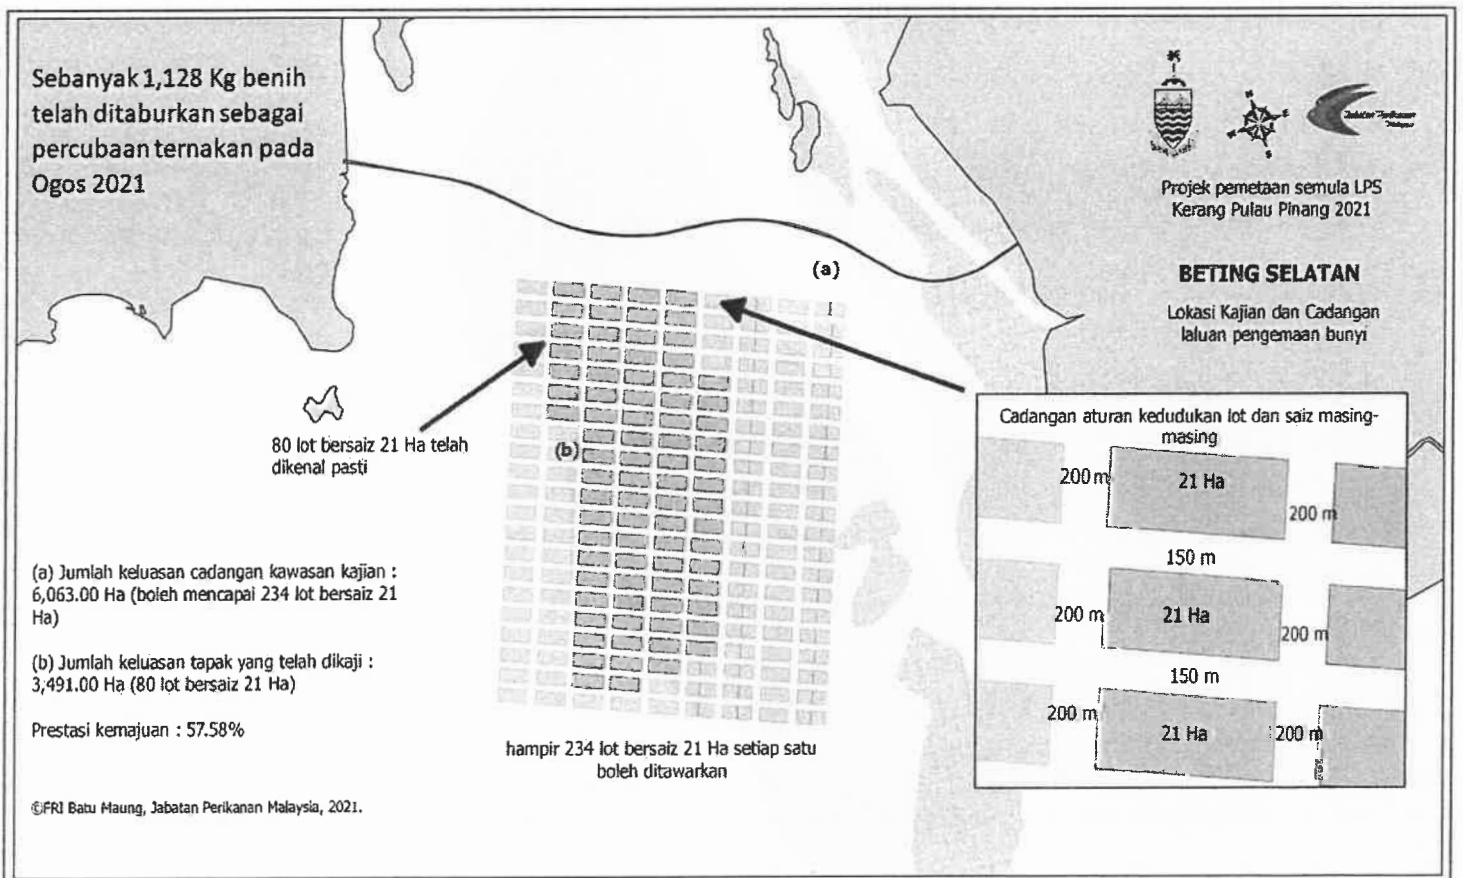 Sebanyak 1,128 Kg benih
telah ditaburkan sebagai
percubaan ternakan pada
Ogos 2021
Jabatan Perikanan
Malaysia
Projek pemetaan semula LPS
Kerang Pulau Pinang 2021
BETING SELATAN
Lokasi Kajian dan Cadangan
laluan pengemaan bunyi
(a)
80 lot bersaiz 21 Ha telah
dikenal pasti
(b)
Cadangan aturan kedudukan lot dan saiz masing-
masing
200 m
21 Ha
200 m
150 m
200 m
21 Ha
200 m
150 m
200 m
21 Ha
200 m
(a) Jumlah keluasan cadangan kawasan kajian :
6,063.00 Ha (boleh mencapai 234 lot bersaiz 21
Ha)
(b) Jumlah keluasan tapak yang telah dikaji :
3,491.00 Ha (80 lot bersaiz 21 Ha)
Prestasi kemajuan : 57.58%
hampir 234 lot bersaiz 21 Ha setiap satu
boleh ditawarkan
©FRI Batu Maung, Jabatan Perikanan Malaysia, 2021.